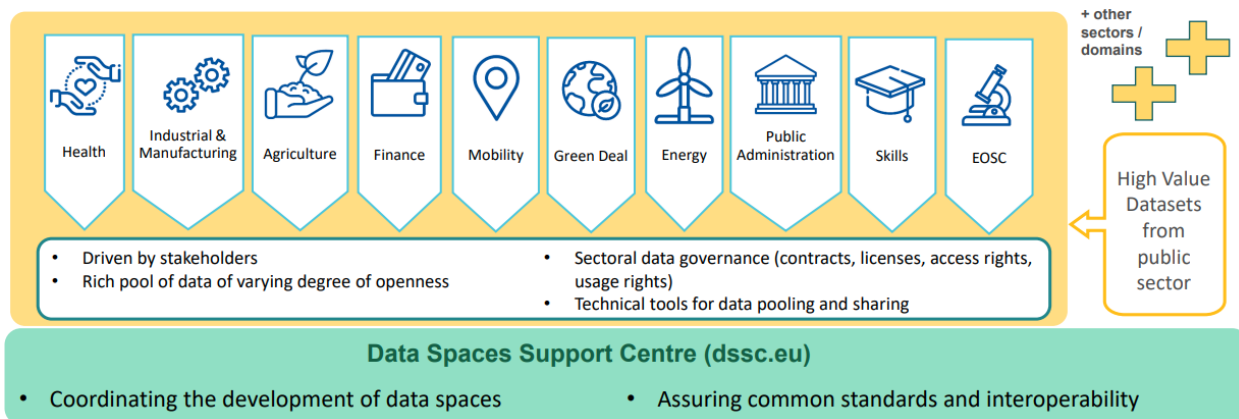 + other
sectors /
domains
Health
Industrial &
Manufacturing
Agriculture
Finance
Mobility
Green Deal
Energy
Public
Administration
Skills
EOSC
High Value
Datasets
from
public
sector
• Driven by stakeholders
• Rich pool of data of varying degree of openness
• Sectoral data governance (contracts, licenses, access rights,
usage rights)
• Technical tools for data pooling and sharing
Data Spaces Support Centre (dssc.eu)
• Coordinating the development of data spaces
• Assuring common standards and interoperability